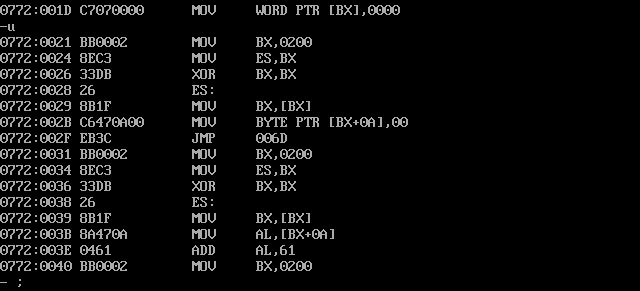 0772:001D C7070000 MOV WORD PTR [BX],0000
-u
0772:0021 BB0002 MOV BX,0200
0772:0024 8EC3 MOV ES,BX
0772:0026 33DB XOR BX,BX
0772:0028 26 ES:
0772:0029 8B1F MOV BX,[BX]
0772:002B C6470A00 MOV BYTE PTR [BX+0A],00
0772:002F EB3C JMP 006D
0772:0031 BB0002 MOV BX,0200
0772:0034 8EC3 MOV ES,BX
0772:0036 33DB XOR BX,BX
0772:0038 26 ES:
0772:0039 8B1F MOV BX,[BX]
0772:003B 8A470A MOV AL,[BX+0A]
0772:003E 0461 ADD AL,61
0772:0040 BB0002 MOV BX,0200
- ;